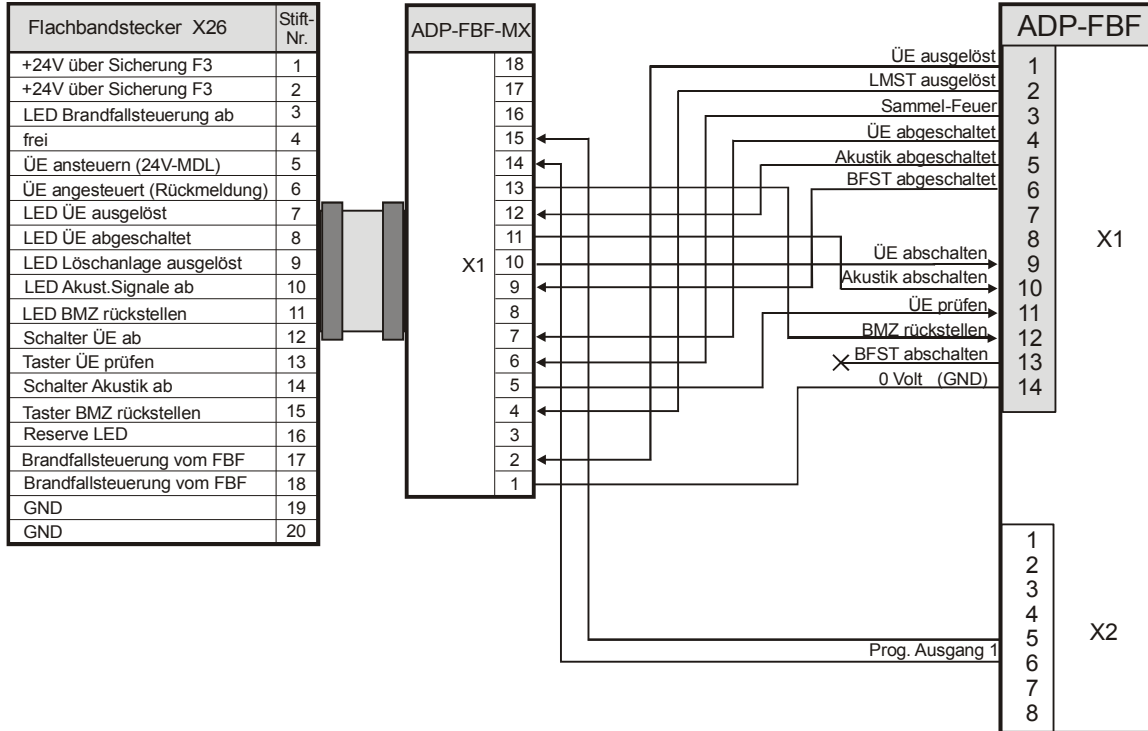 Flachbandstecker X26 Stift-Nr.
+24V über Sicherung F3 1
+24V über Sicherung F3 2
LED Brandfallsteuerung ab 3
frei 4
ÜE ansteuern (24V-MDL) 5
ÜE angesteuert (Rückmeldung) 6
LED ÜE ausgelöst 7
LED ÜE abgeschaltet 8
LED Löschanlage ausgelöst 9
LED Akust.Signale ab 10
LED BMZ rückstellen 11
Schalter ÜE ab 12
Taster ÜE prüfen 13
Schalter Akustik ab 14
Taster BMZ rückstellen 15
Reserve LED 16
Brandfallsteuerung vom FBF 17
Brandfallsteuerung vom FBF 18
GND 19
GND 20
ADP-FBF-MX
X1
18
17
16
15
14
13
12
11
10
9
8
7
6
5
4
3
2
1
ÜE ausgelöst
LMST ausgelöst
Sammel-Feuer
ÜE abgeschaltet
Akustik abgeschaltet
BFST abgeschaltet
ÜE abschalten
Akustik abschalten
ÜE prüfen
BMZ rückstellen
BFST abschalten
0 Volt (GND)
Prog. Ausgang 1
ADP-FBF
1
2
3
4
5
6
7
8
9
10
11
12
13
14
X1
1
2
3
4
5
6
7
8
X2